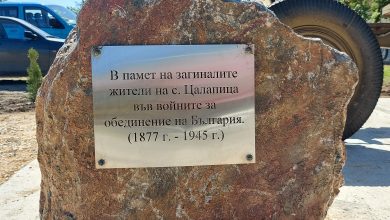 В памет на загиналите
жители на с. Цалапица
във войните за
обединение на България.
(1877 г. - 1945 г.)